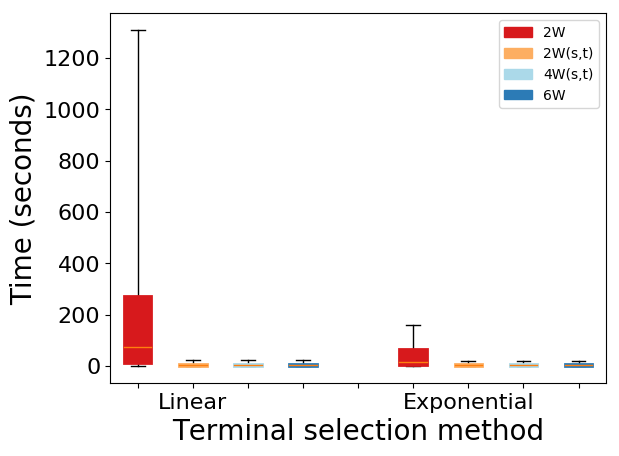 Time (seconds)
1200
1000
800
600
400
200
0
2W
2W(s,t)
4W(s,t)
6W
Linear
Exponential
Terminal selection method